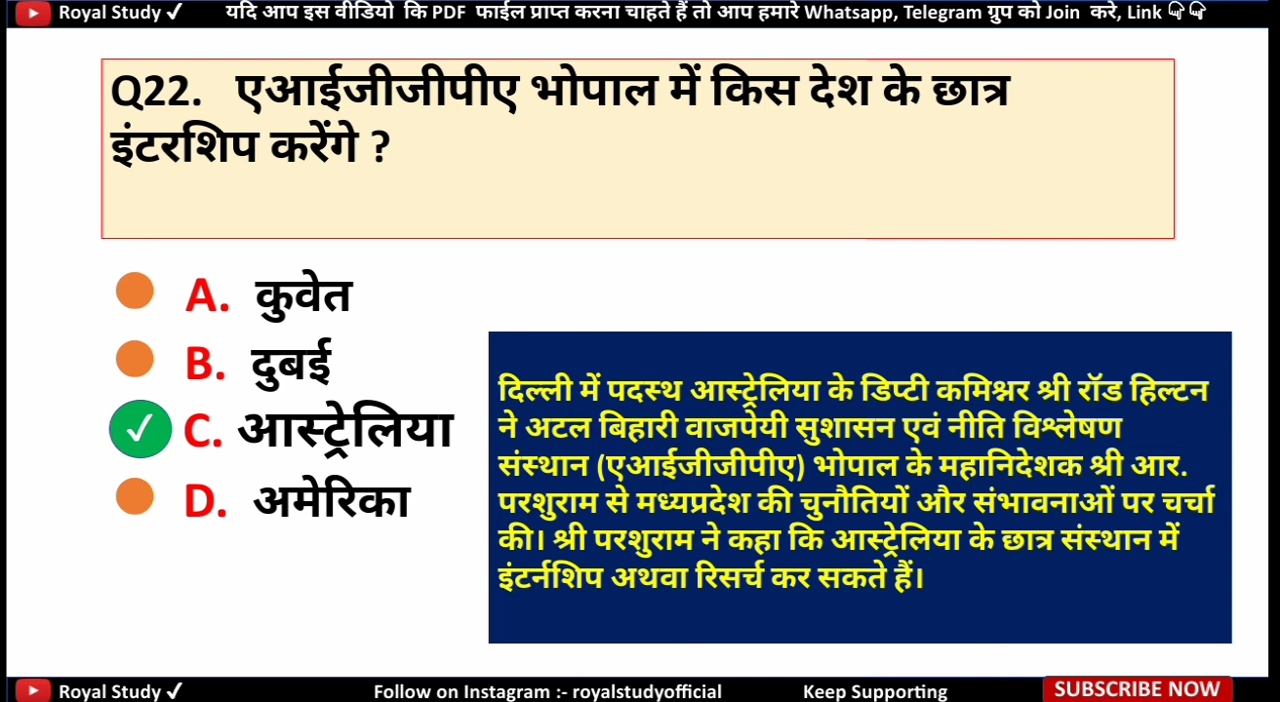 Royal Study ✓ यदि आप इस वीडियो कि PDF फाईल प्राप्त करना चाहते हैं तो आप हमारे Whatsapp, Telegram ग्रुप को Join करे, Link 👇👇
Q22. एआईजीजीपीए भोपाल में किस देश के छात्र
इंटरशिप करेंगे ?
A. कुवेत
B. दुबई
C. आस्ट्रेलिया
D. अमेरिका
दिल्ली में पदस्थ आस्ट्रेलिया के डिप्टी कमिश्नर श्री रॉड हिल्टन
ने अटल बिहारी वाजपेयी सुशासन एवं नीति विश्लेषण
संस्थान (एआईजीजीपीए) भोपाल के महानिदेशक श्री आर.
परशुराम से मध्यप्रदेश की चुनौतियों और संभावनाओं पर चर्चा
की। श्री परशुराम ने कहा कि आस्ट्रेलिया के छात्र संस्थान में
इंटर्नशिप अथवा रिसर्च कर सकते हैं।
Royal Study ✓ Follow on Instagram :- royalstudyofficial Keep Supporting SUBSCRIBE NOW